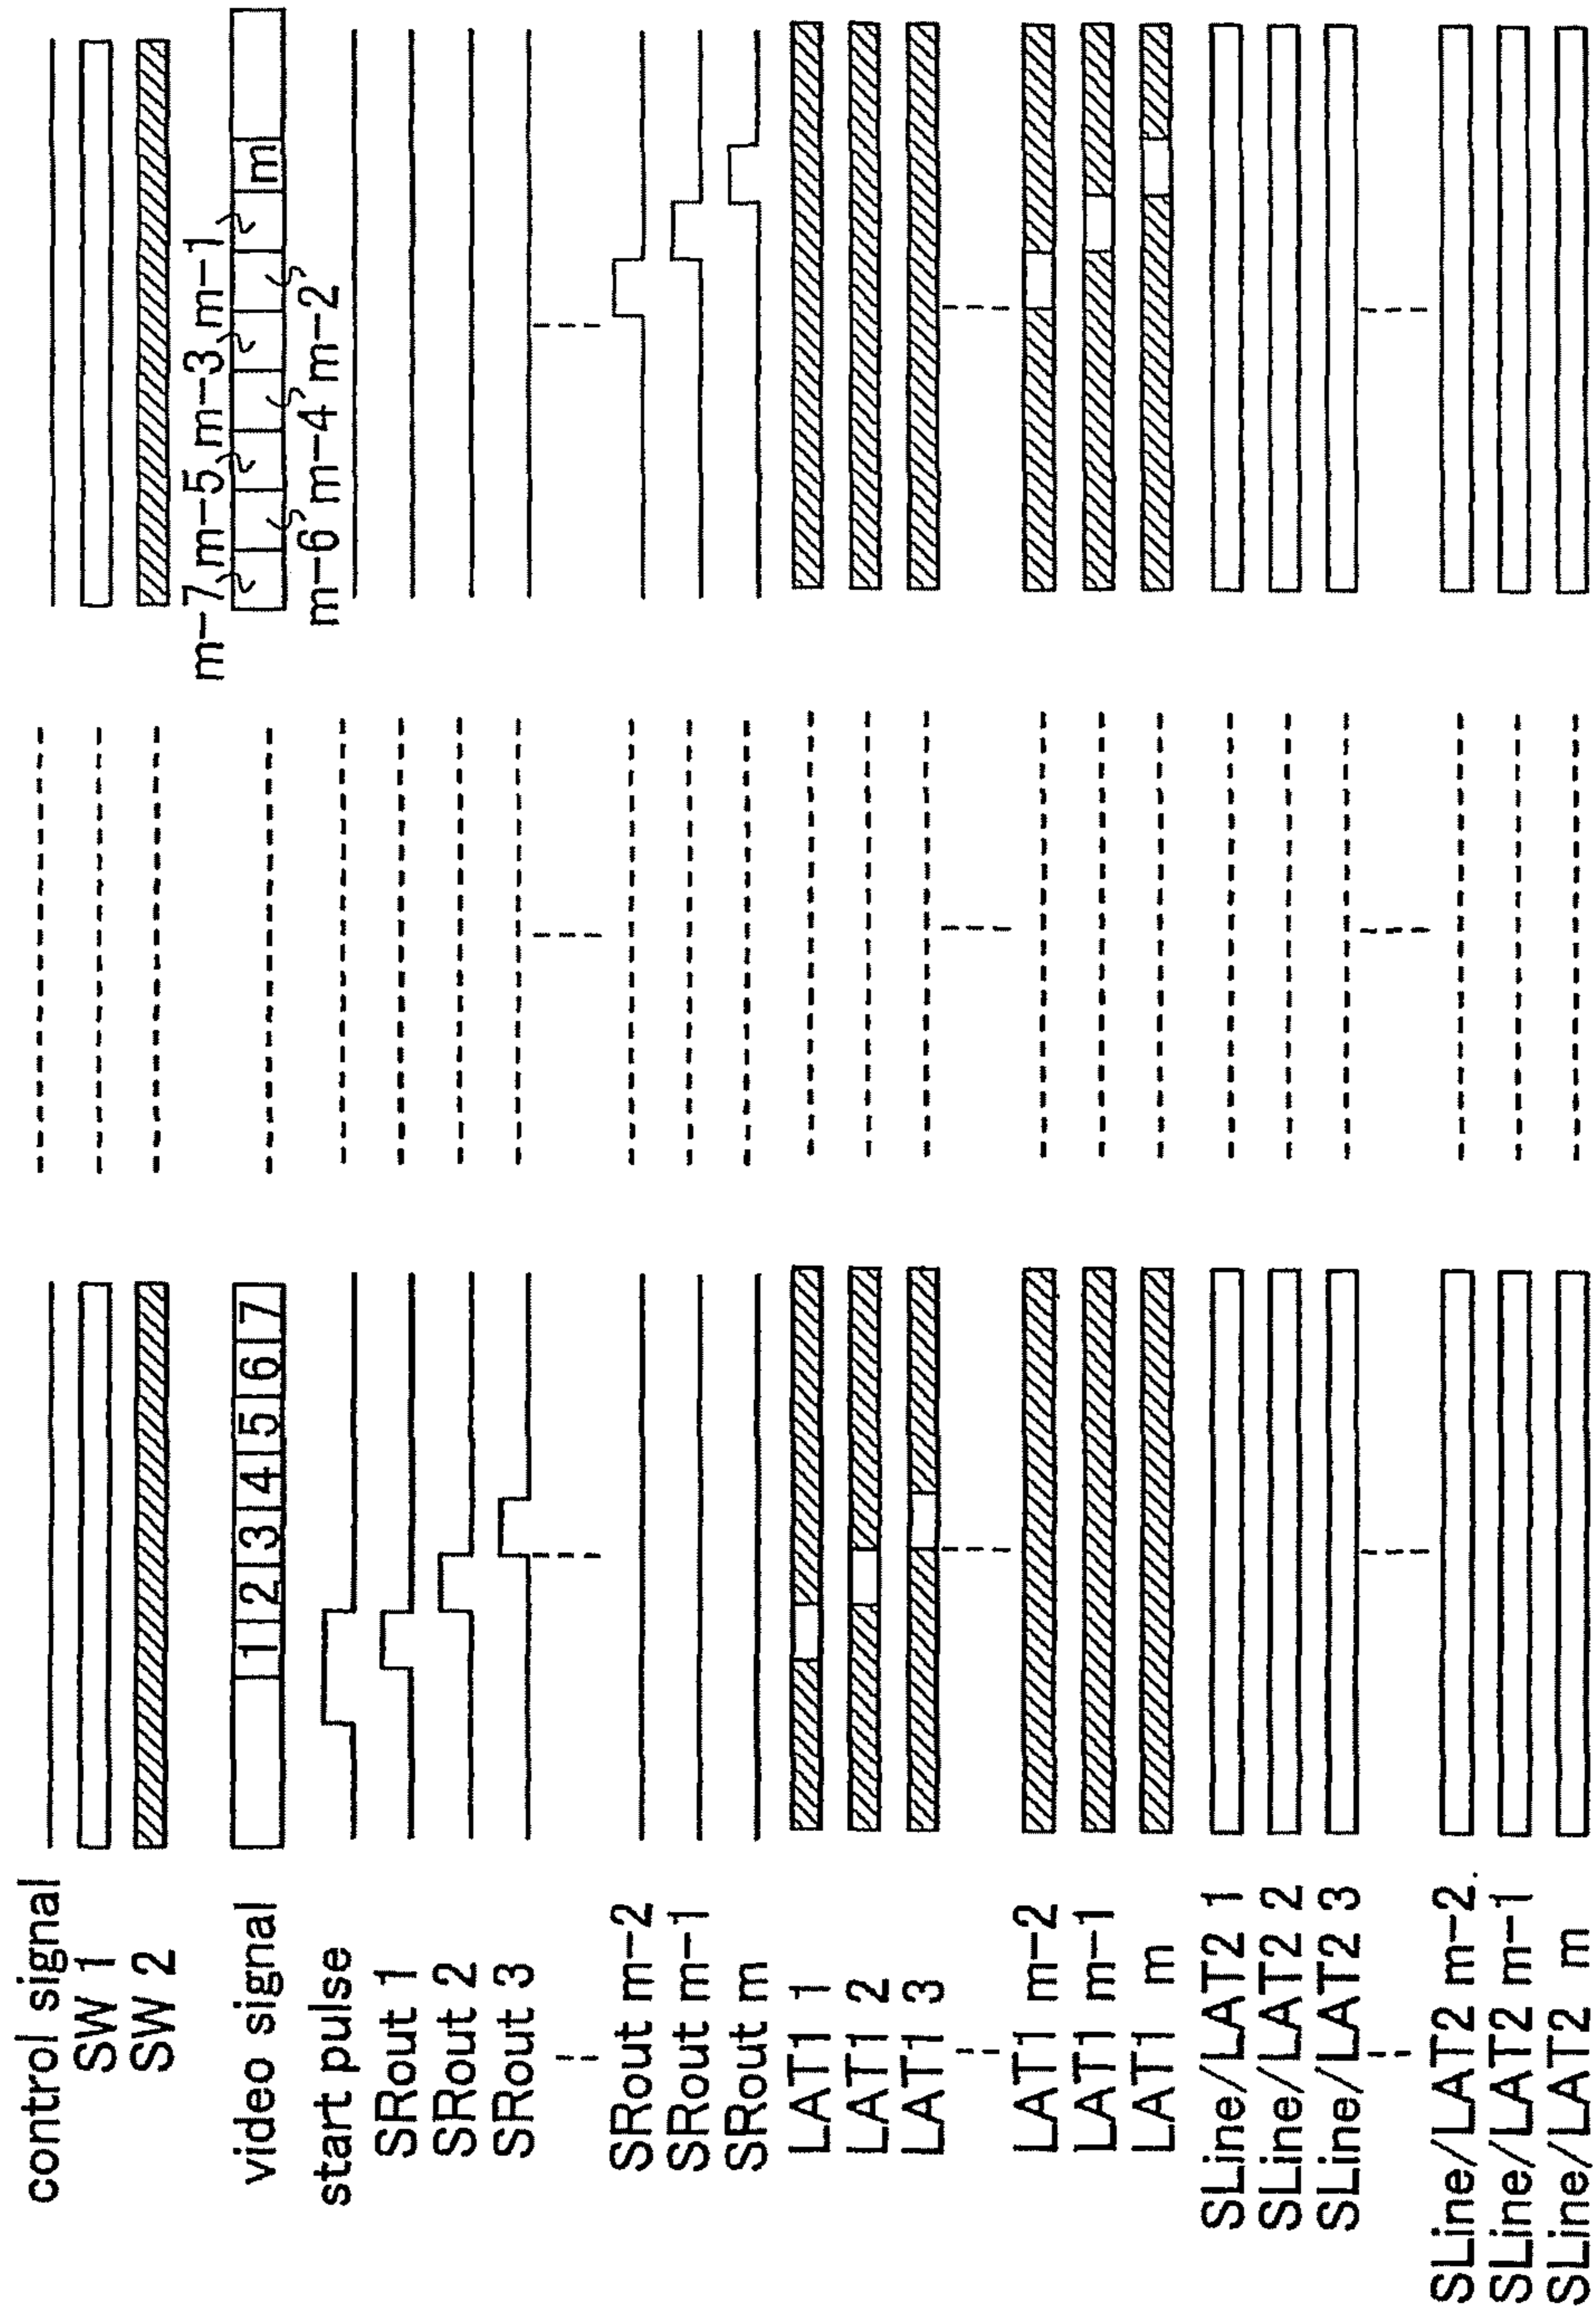 control signal
SW 1
SW 2
video signal
1 2 3 4 5 6 7
m-7 m-5 m-3 m-1
m
m-6 m-4 m-2
start pulse
SRout 1
SRout 2
SRout 3
SRout m-2
SRout m-1
SRout m
LAT1 1
LAT1 2
LAT1 3
LAT1 m-2
LAT1 m-1
LAT1 m
SLine/LAT2 1
SLine/LAT2 2
SLine/LAT2 3
SLine/LAT2 m-2
SLine/LAT2 m-1
SLine/LAT2 m